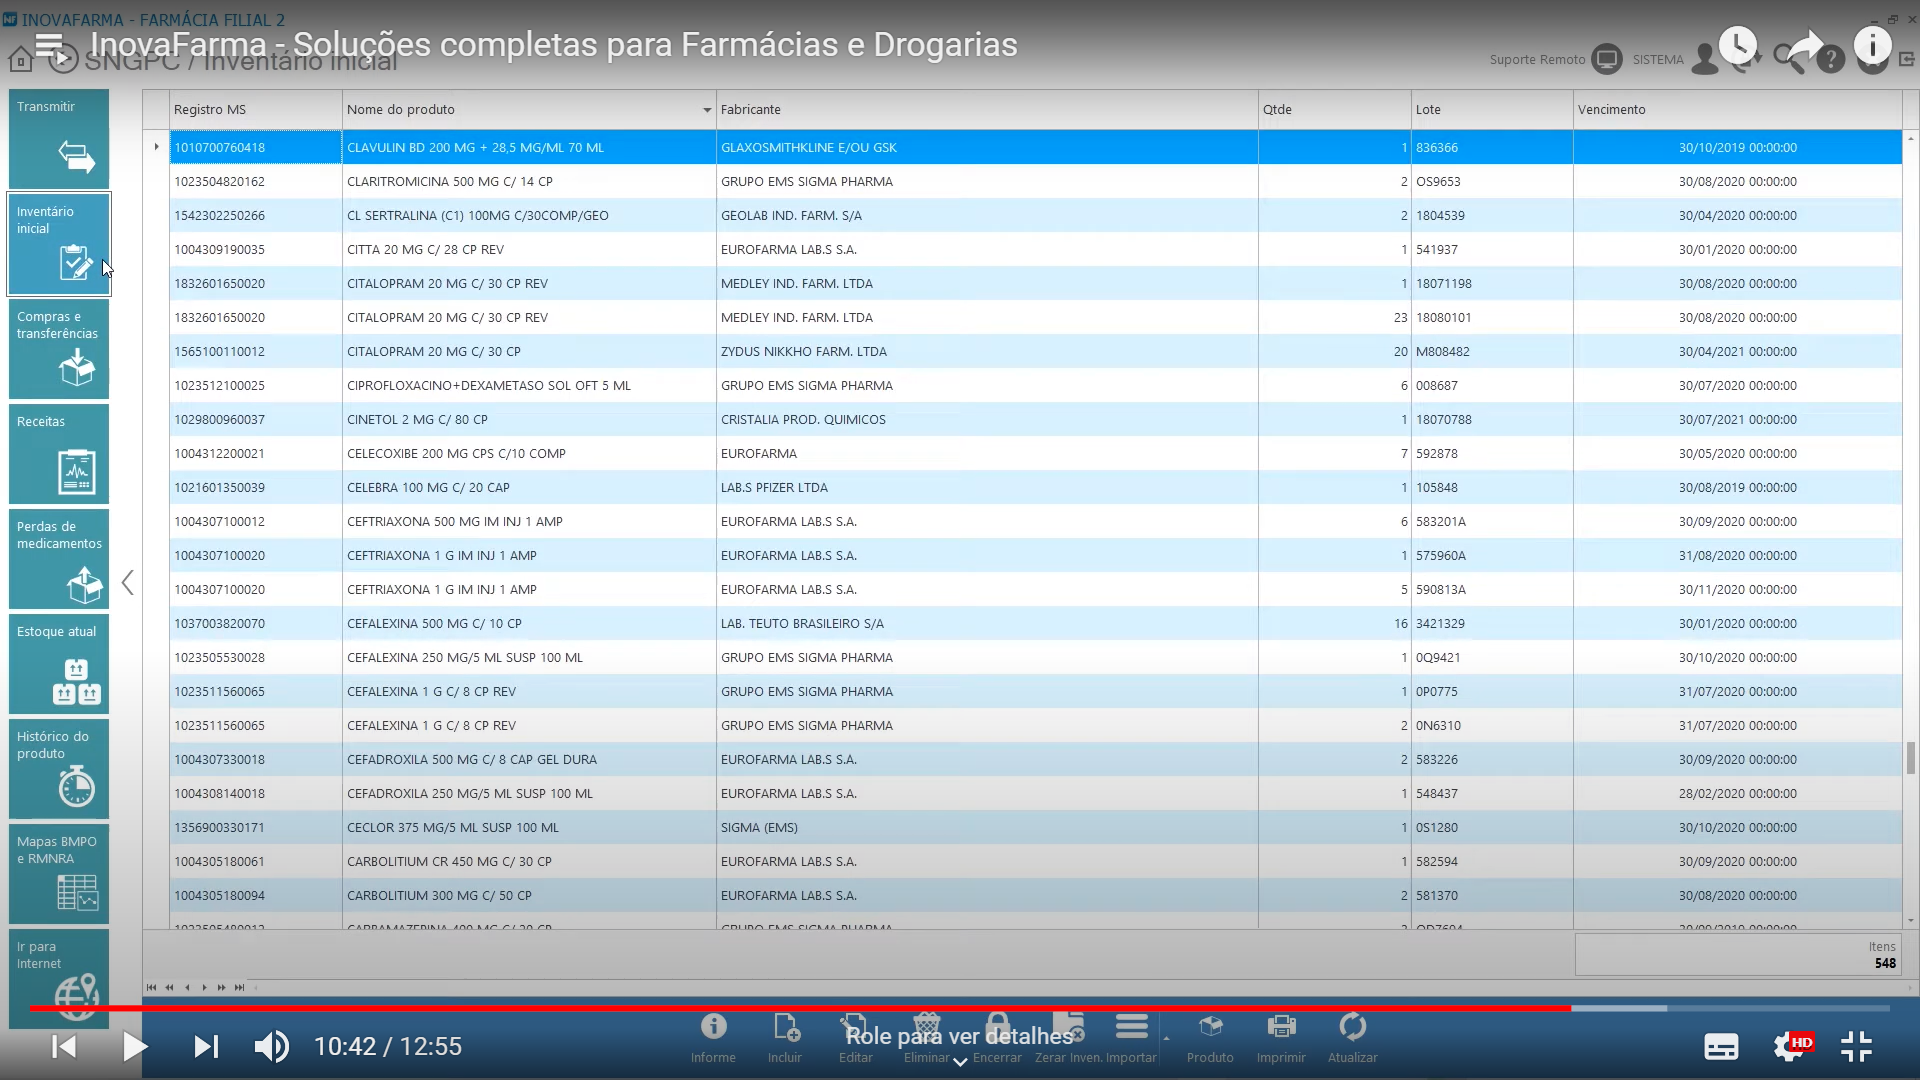 INOVAFARMA - FARMÁCIA FILIAL 2
InovaFarma - Soluções completas para Farmácias e Drogarias
SNGPC / Inventário inicial
Suporte Remoto
SISTEMA
Transmitir
Inventário
inicial
Compras e
transferências
Receitas
Perdas de
medicamentos
Estoque atual
Histórico do
produto
Mapas BMPO
e RMNRA
Ir para
Internet
Registro MS Nome do produto Fabricante Qtde Lote Vencimento
1010700760418 CLAVULIN BD 200 MG + 28,5 MG/ML 70 ML GLAXOSMITHKLINE E/OU GSK 1 836366 30/10/2019 00:00:00
1023504820162 CLARITROMICINA 500 MG C/ 14 CP GRUPO EMS SIGMA PHARMA 2 OS9653 30/08/2020 00:00:00
1542302250266 CL SERTRALINA (C1) 100MG C/30COMP/GEO GEOLAB IND. FARM. S/A 2 1804539 30/04/2020 00:00:00
1004309190035 CITTA 20 MG C/ 28 CP REV EUROFARMA LAB.S S.A. 1 541937 30/01/2020 00:00:00
1832601650020 CITALOPRAM 20 MG C/ 30 CP REV MEDLEY IND. FARM. LTDA 1 18071198 30/08/2020 00:00:00
1832601650020 CITALOPRAM 20 MG C/ 30 CP REV MEDLEY IND. FARM. LTDA 23 18080101 30/08/2020 00:00:00
1565100110012 CITALOPRAM 20 MG C/ 30 CP ZYDUS NIKKHO FARM. LTDA 20 M808482 30/04/2021 00:00:00
1023512100025 CIPROFLOXACINO+DEXAMETASO SOL OFT 5 ML GRUPO EMS SIGMA PHARMA 6 008687 30/07/2020 00:00:00
1029800960037 CINETOL 2 MG C/ 80 CP CRISTALIA PROD. QUIMICOS 1 18070788 30/07/2021 00:00:00
1004312200021 CELECOXIBE 200 MG CPS C/10 COMP EUROFARMA 7 592878 30/05/2020 00:00:00
1021601350039 CELEBRA 100 MG C/ 20 CAP LAB.S PFIZER LTDA 1 105848 30/08/2019 00:00:00
1004307100012 CEFTRIAXONA 500 MG IM INJ 1 AMP EUROFARMA LAB.S S.A. 6 583201A 30/09/2020 00:00:00
1004307100020 CEFTRIAXONA 1 G IM INJ 1 AMP EUROFARMA LAB.S S.A. 1 575960A 31/08/2020 00:00:00
1004307100020 CEFTRIAXONA 1 G IM INJ 1 AMP EUROFARMA LAB.S S.A. 5 590813A 30/11/2020 00:00:00
1037003820070 CEFALEXINA 500 MG C/ 10 CP LAB. TEUTO BRASILEIRO S/A 16 3421329 30/01/2020 00:00:00
1023505530028 CEFALEXINA 250 MG/5 ML SUSP 100 ML GRUPO EMS SIGMA PHARMA 1 0Q9421 30/10/2020 00:00:00
1023511560065 CEFALEXINA 1 G C/ 8 CP REV GRUPO EMS SIGMA PHARMA 1 0P0775 31/07/2020 00:00:00
1023511560065 CEFALEXINA 1 G C/ 8 CP REV GRUPO EMS SIGMA PHARMA 2 0N6310 31/07/2020 00:00:00
1004307330018 CEFADROXILA 500 MG C/ 8 CAP GEL DURA EUROFARMA LAB.S S.A. 2 583226 30/09/2020 00:00:00
1004308140018 CEFADROXILA 250 MG/5 ML SUSP 100 ML EUROFARMA LAB.S S.A. 1 548437 28/02/2020 00:00:00
1356900330171 CECLOR 375 MG/5 ML SUSP 100 ML SIGMA (EMS) 1 0S1280 30/10/2020 00:00:00
1004305180061 CARBOLITIUM CR 450 MG C/ 30 CP EUROFARMA LAB.S S.A. 1 582594 30/09/2020 00:00:00
1004305180094 CARBOLITIUM 300 MG C/ 50 CP EUROFARMA LAB.S S.A. 2 581370 30/08/2020 00:00:00
Itens
548
Role para ver detalhes
10:42 / 12:55
HD
Informe Incluir Editar Eliminar Encerrar Zerar Inven. Importar Produto Imprimir Atualizar